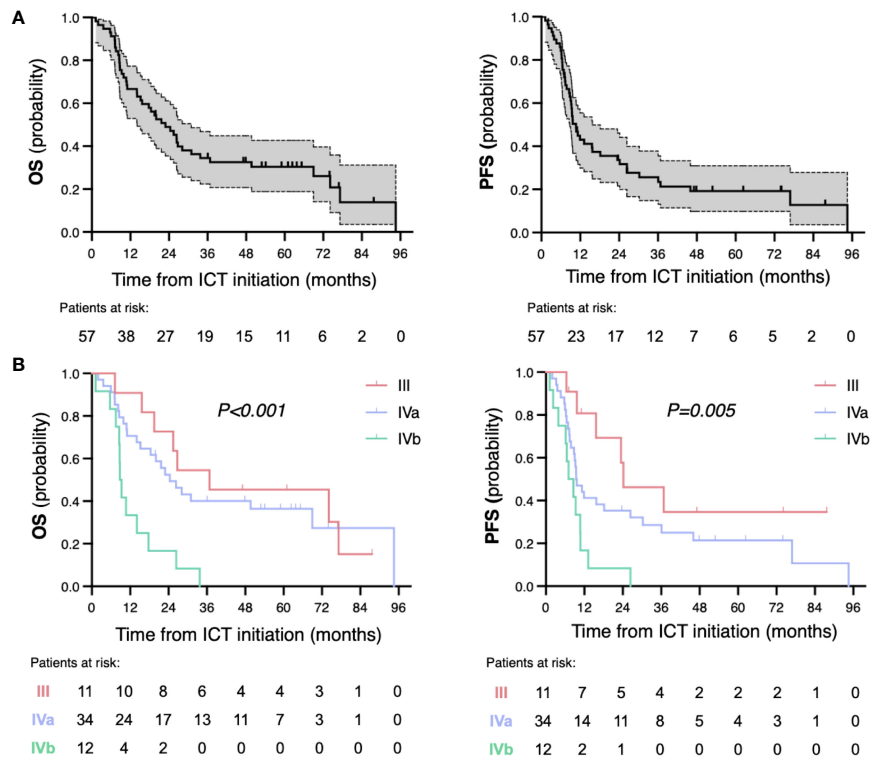 A
OS (probability)
1.0
0.8
0.6
0.4
0.2
0.0
0 12 24 36 48 60 72 84 96
Time from ICT initiation (months)
Patients at risk:
57 38 27 19 15 11 6 2 0
PFS (probability)
1.0
0.8
0.6
0.4
0.2
0.0
0 12 24 36 48 60 72 84 96
Time from ICT initiation (months)
Patients at risk:
57 23 17 12 7 6 5 2 0
B
OS (probability)
1.0
0.8
0.6
0.4
0.2
0.0
P<0.001
III
IVa
IVb
0 12 24 36 48 60 72 84 96
Time from ICT initiation (months)
Patients at risk:
III 11 10 8 6 4 4 3 1 0
IVa 34 24 17 13 11 7 3 1 0
IVb 12 4 2 0 0 0 0 0 0
PFS (probability)
1.0
0.8
0.6
0.4
0.2
0.0
P=0.005
III
IVa
IVb
0 12 24 36 48 60 72 84 96
Time from ICT initiation (months)
Patients at risk:
III 11 7 5 4 2 2 2 1 0
IVa 34 14 11 8 5 4 3 1 0
IVb 12 2 1 0 0 0 0 0 0